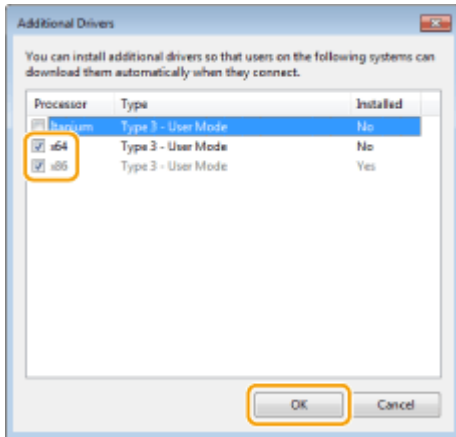 Additional Drivers
You can install additional drivers so that users on the following systems can
download them automatically when they connect.
Processor Type Installed
Itanium Type 3 - User Mode No
x64 Type 3 - User Mode No
x86 Type 3 - User Mode Yes
OK Cancel